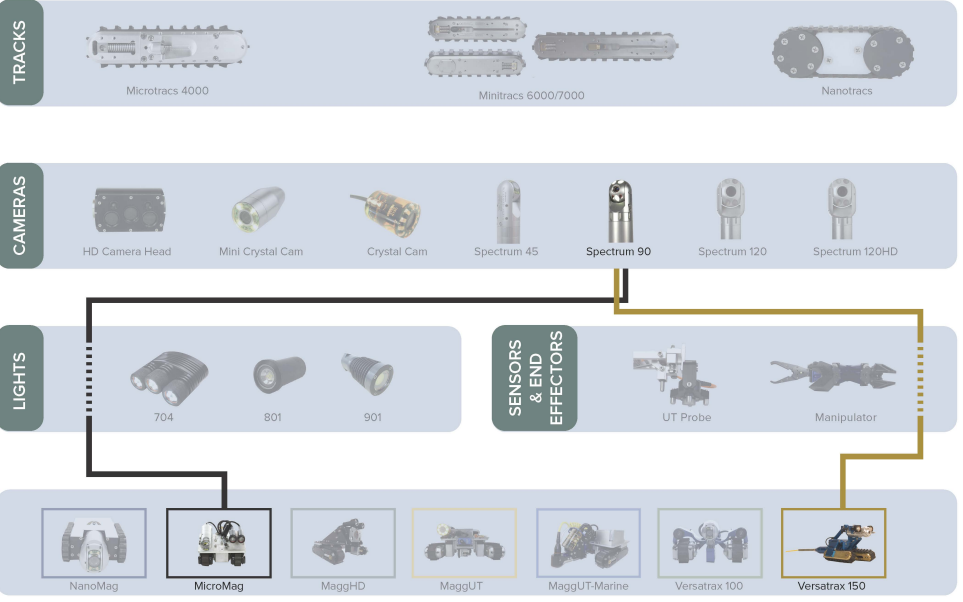 TRACKS
Microtracs 4000
Minitracs 6000/7000
Nanotracs
CAMERAS
HD Camera Head
Mini Crystal Cam
Crystal Cam
Spectrum 45
Spectrum 90
Spectrum 120
Spectrum 120HD
LIGHTS
704
801
901
SENSORS
& END
EFFECTORS
UT Probe
Manipulator
NanoMag
MicroMag
MaggHD
MaggUT
MaggUT-Marine
Versatrax 100
Versatrax 150